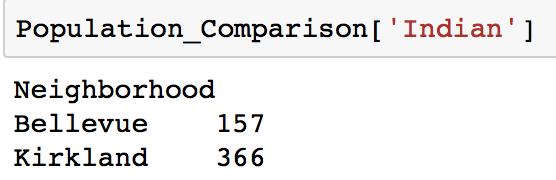 Population_Comparison['Indian']
Neighborhood
Bellevue    157
Kirkland    366